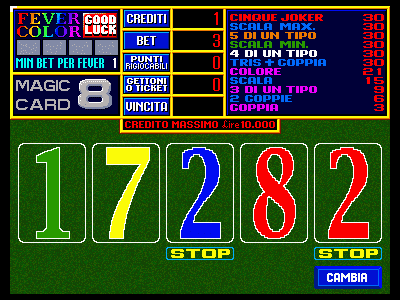 FEVER
COLOR
GOOD
LUCK
MIN BET PER FEVER 1
MAGIC
CARD
8
CREDITI 1
BET 3
PUNTI
RIGIOCABILI 0
GETTONI
O TICKET 0
VINCITA
CINQUE JOKER 30
SCALA MAX. 30
5 DI UN TIPO 30
SCALA MIN. 30
4 DI UN TIPO 30
TRIS + COPPIA 30
COLORE 21
SCALA 15
3 DI UN TIPO 9
2 COPPIE 6
COPPIA 3
CREDITO MASSIMO Lire 10.000
1 7 2 8 2
STOP STOP
CAMBIA